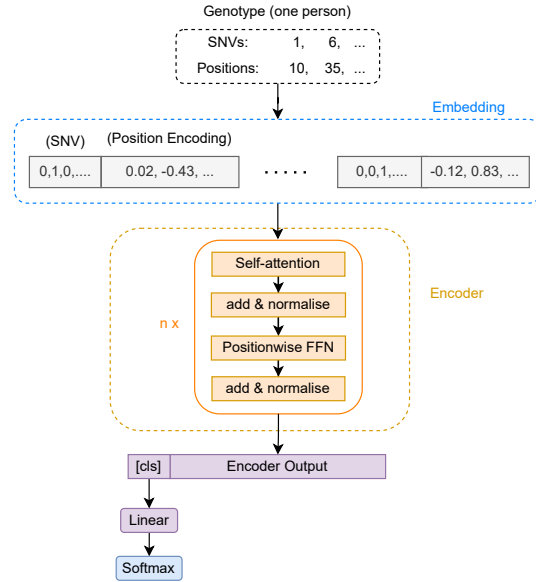 Genotype (one person)
SNVs: 1, 6, ...
Positions: 10, 35, ...
Embedding
(SNV) (Position Encoding)
0,1,0,.... 0.02, -0.43, ... ..... 0,0,1,.... -0.12, 0.83, ...
Encoder
n x
Self-attention
add & normalise
Positionwise FFN
add & normalise
[cls] Encoder Output
Linear
Softmax